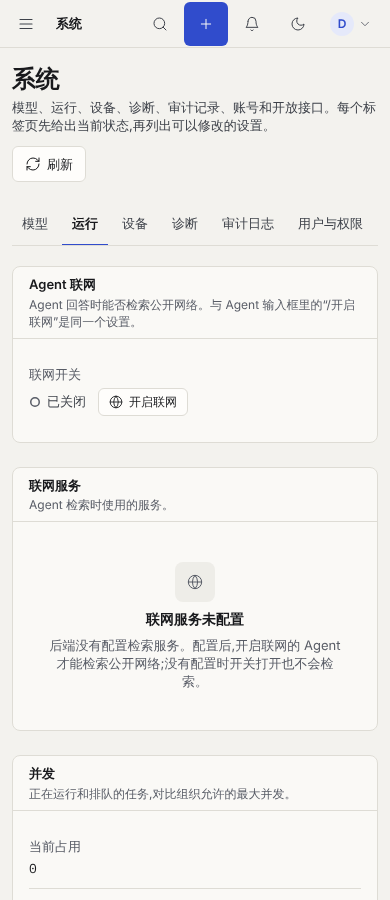 系统
D
系统
模型、运行、设备、诊断、审计记录、账号和开放接口。每个标
签页先给出当前状态,再列出可以修改的设置。
刷新
模型 运行 设备 诊断 审计日志 用户与权限
Agent 联网
Agent 回答时能否检索公开网络。与 Agent 输入框里的“/开启
联网”是同一个设置。
联网开关
已关闭 开启联网
联网服务
Agent 检索时使用的服务。
联网服务未配置
后端没有配置检索服务。配置后,开启联网的 Agent
才能检索公开网络;没有配置时开关打开也不会检
索。
并发
正在运行和排队的任务,对比组织允许的最大并发。
当前占用
0